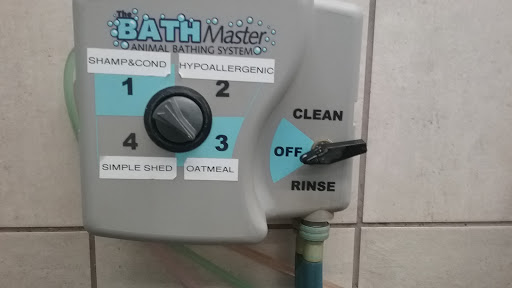 The
BATH Master
ANIMAL BATHING SYSTEM
SHAMP&COND
HYPOALLERGENIC
1
2
CLEAN
4
3
OFF
SIMPLE SHED
OATMEAL
RINSE